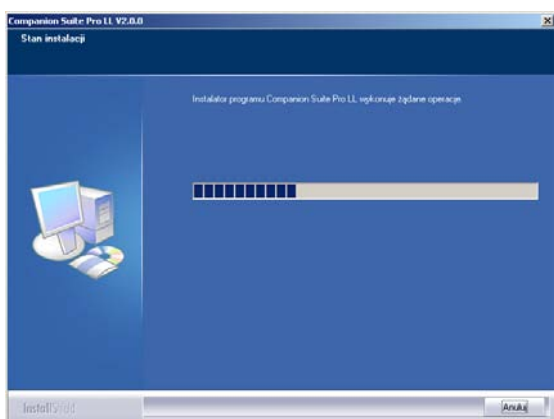 Companion Suite Pro LL V2.0.0
Stan instalacji
Instalator programu Companion Suite Pro LL wykonuje żądane operacje
InstallShield
Anuluj